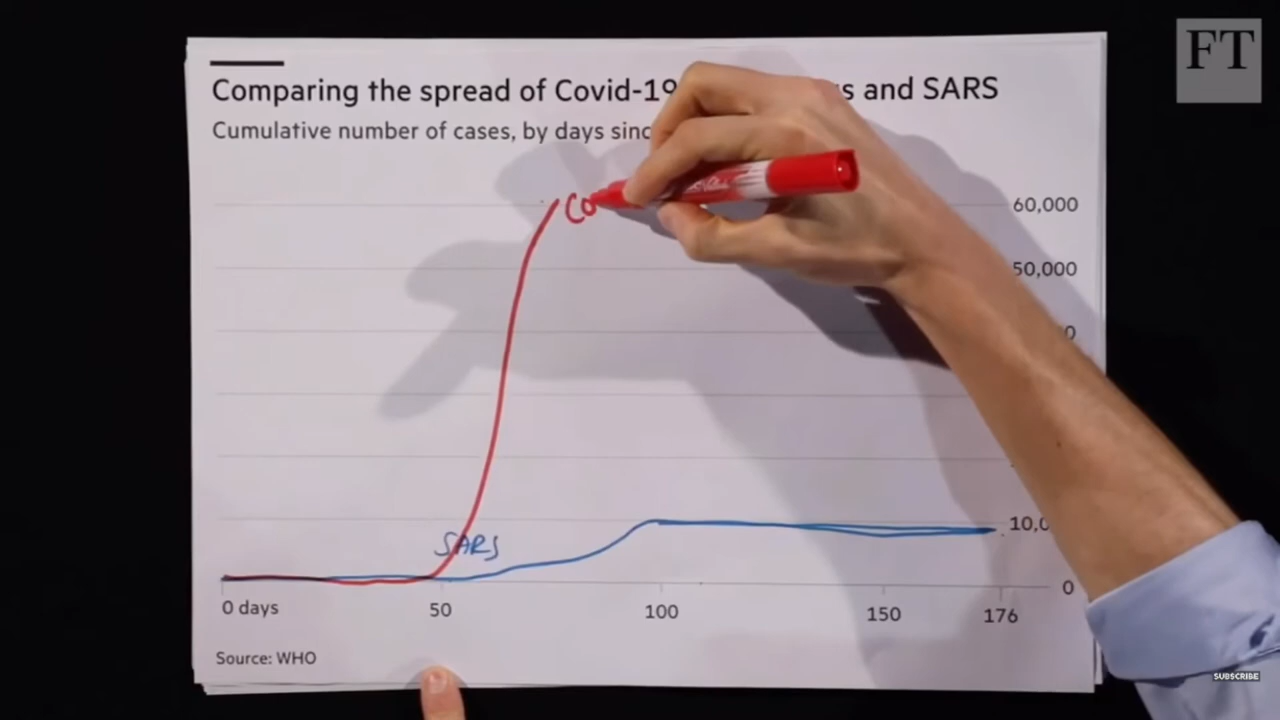 FT
Comparing the spread of Covid-19 and SARS
Cumulative number of cases, by days
60,000
Co
50,000
SARS
0
0 days
50
100
150
176
Source: WHO
SUBSCRIBE